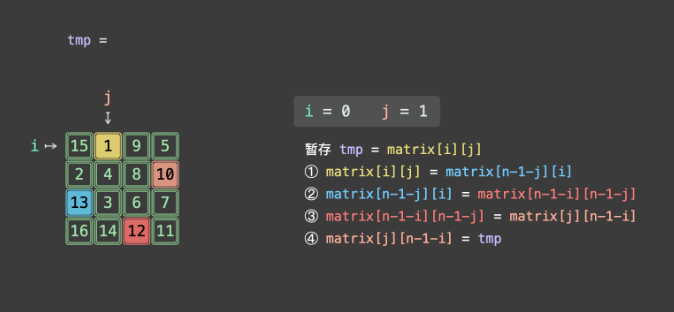 tmp =
j
i = 0 j = 1
i ↦ 15 1 9 5
2 4 8 10
13 3 6 7
16 14 12 11
暂存 tmp = matrix[i][j]
① matrix[i][j] = matrix[n-1-j][i]
② matrix[n-1-j][i] = matrix[n-1-i][n-1-j]
③ matrix[n-1-i][n-1-j] = matrix[j][n-1-i]
④ matrix[j][n-1-i] = tmp